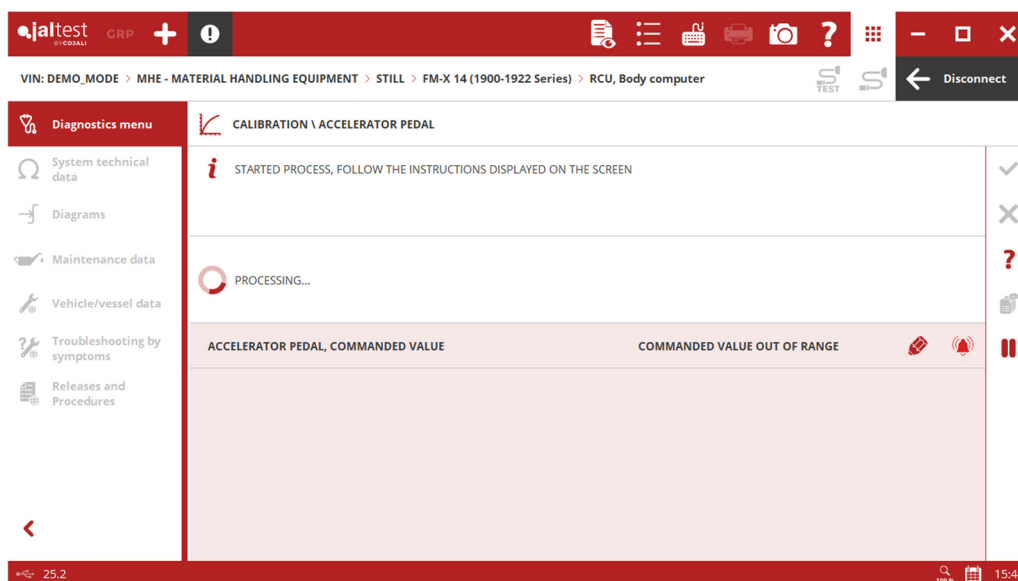 jaltest GRP
BY COJALI
TEST
VIN: DEMO_MODE > MHE - MATERIAL HANDLING EQUIPMENT > STILL > FM-X 14 (1900-1922 Series) > RCU, Body computer
Disconnect
Diagnostics menu
CALIBRATION \ ACCELERATOR PEDAL
System technical
data
STARTED PROCESS, FOLLOW THE INSTRUCTIONS DISPLAYED ON THE SCREEN
Diagrams
Maintenance data
PROCESSING...
Vehicle/vessel data
Troubleshooting by
symptoms
ACCELERATOR PEDAL, COMMANDED VALUE
COMMANDED VALUE OUT OF RANGE
Releases and
Procedures
25.2
100 %
15:4